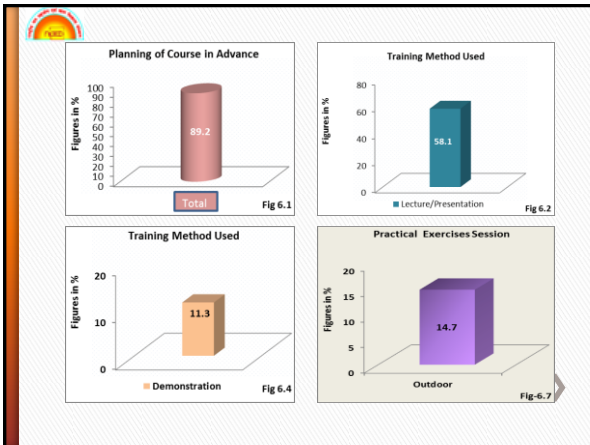 Planning of Course in Advance
Figures in %
100
90
80
70
60
50
40
30
20
10
0
89.2
Total
Fig 6.1
Training Method Used
Figures in %
80
60
40
20
0
58.1
Lecture/Presentation
Fig 6.2
Training Method Used
Figures in %
20
10
0
11.3
Demonstration
Fig 6.4
Practical Exercises Session
Figures in %
20
15
10
5
0
14.7
Outdoor
Fig-6.7